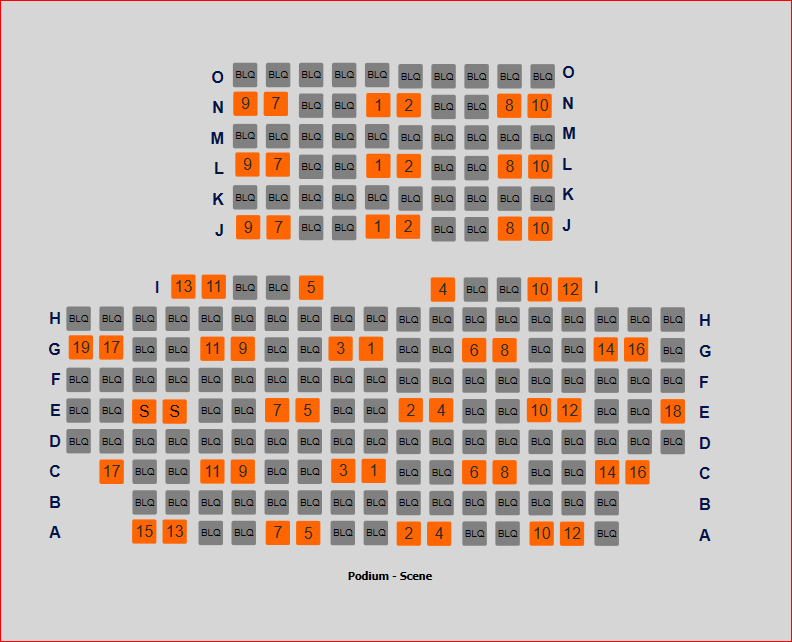 O BLQ BLQ BLQ BLQ BLQ BLQ BLQ BLQ BLQ BLQ O
N 9 7 BLQ BLQ 1 2 BLQ BLQ 8 10 N
M BLQ BLQ BLQ BLQ BLQ BLQ BLQ BLQ BLQ BLQ M
L 9 7 BLQ BLQ 1 2 BLQ BLQ 8 10 L
K BLQ BLQ BLQ BLQ BLQ BLQ BLQ BLQ BLQ BLQ K
J 9 7 BLQ BLQ 1 2 BLQ BLQ 8 10 J
I 13 11 BLQ BLQ 5 4 BLQ BLQ 10 12 I
H BLQ BLQ BLQ BLQ BLQ BLQ BLQ BLQ BLQ BLQ BLQ BLQ BLQ BLQ BLQ BLQ BLQ BLQ BLQ H
G 19 17 BLQ BLQ 11 9 BLQ BLQ 3 1 BLQ BLQ 6 8 BLQ BLQ 14 16 BLQ G
F BLQ BLQ BLQ BLQ BLQ BLQ BLQ BLQ BLQ BLQ BLQ BLQ BLQ BLQ BLQ BLQ BLQ BLQ BLQ F
E BLQ BLQ S S BLQ BLQ 7 5 BLQ BLQ 2 4 BLQ BLQ 10 12 BLQ BLQ 18 E
D BLQ BLQ BLQ BLQ BLQ BLQ BLQ BLQ BLQ BLQ BLQ BLQ BLQ BLQ BLQ BLQ BLQ BLQ BLQ D
C 17 BLQ BLQ 11 9 BLQ BLQ 3 1 BLQ BLQ 6 8 BLQ BLQ 14 16 C
B BLQ BLQ BLQ BLQ BLQ BLQ BLQ BLQ BLQ BLQ BLQ BLQ BLQ BLQ BLQ B
A 15 13 BLQ BLQ 7 5 BLQ BLQ 2 4 BLQ BLQ 10 12 BLQ A
Podium - Scene